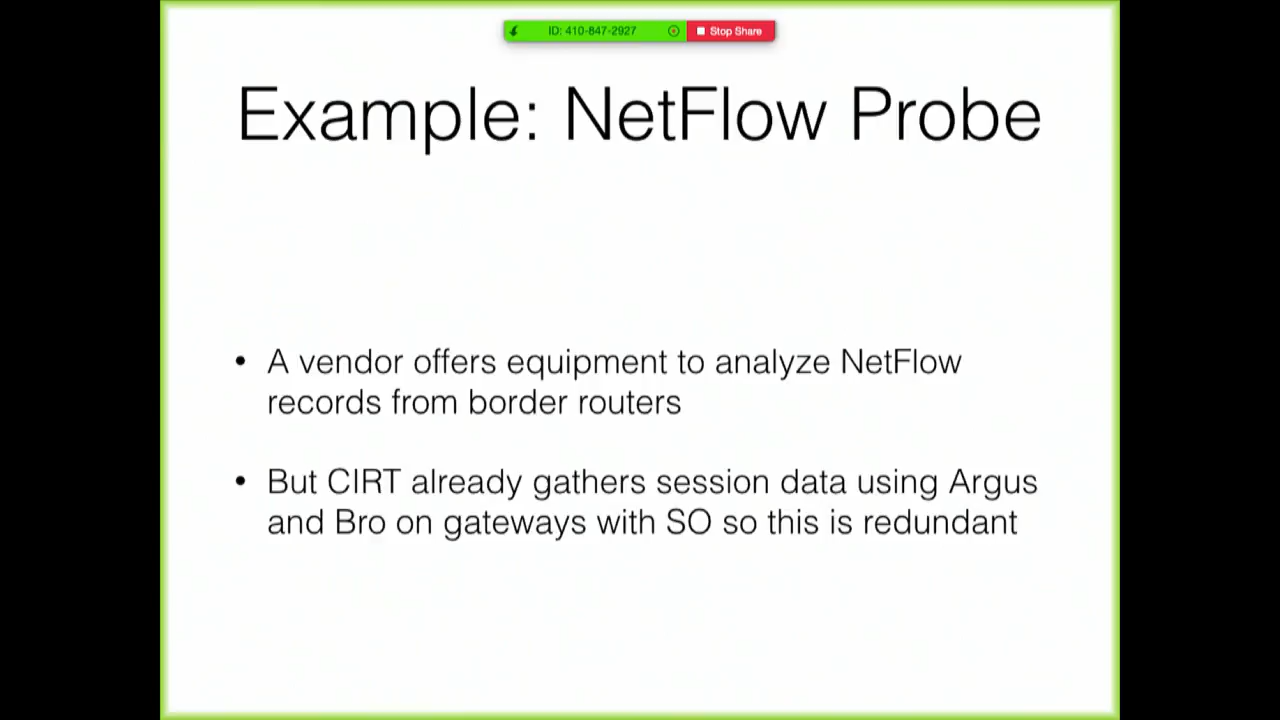 ID: 410-847-2927 Stop Share
Example: NetFlow Probe
• A vendor offers equipment to analyze NetFlow
records from border routers
• But CIRT already gathers session data using Argus
and Bro on gateways with SO so this is redundant